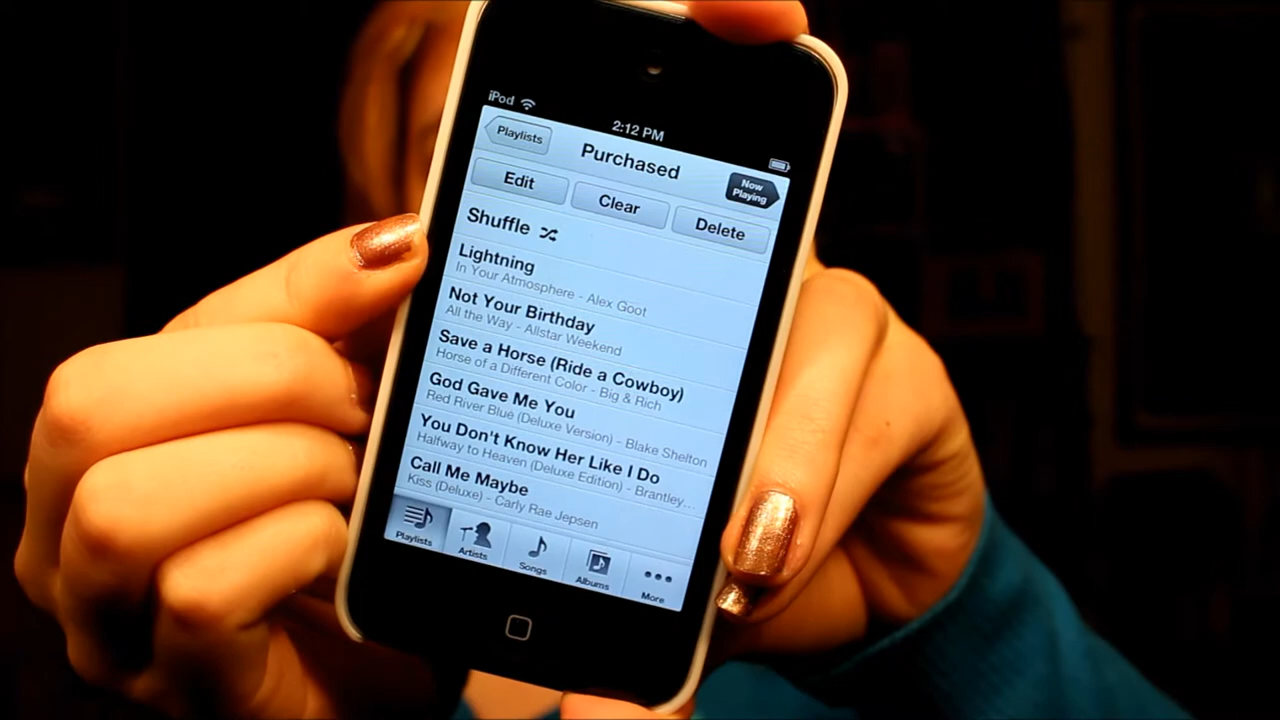 iPod
2:12 PM
Playlists
Purchased
Now
Playing
Edit
Clear
Delete
Shuffle
Lightning
In Your Atmosphere - Alex Goot
Not Your Birthday
All the Way - Allstar Weekend
Save a Horse (Ride a Cowboy)
Horse of a Different Color - Big & Rich
God Gave Me You
Red River Blue (Deluxe Version) - Blake Shelton
You Don't Know Her Like I Do
Halfway to Heaven (Deluxe Edition) - Brantley...
Call Me Maybe
Kiss (Deluxe) - Carly Rae Jepsen
Playlists
Artists
Songs
Albums
More